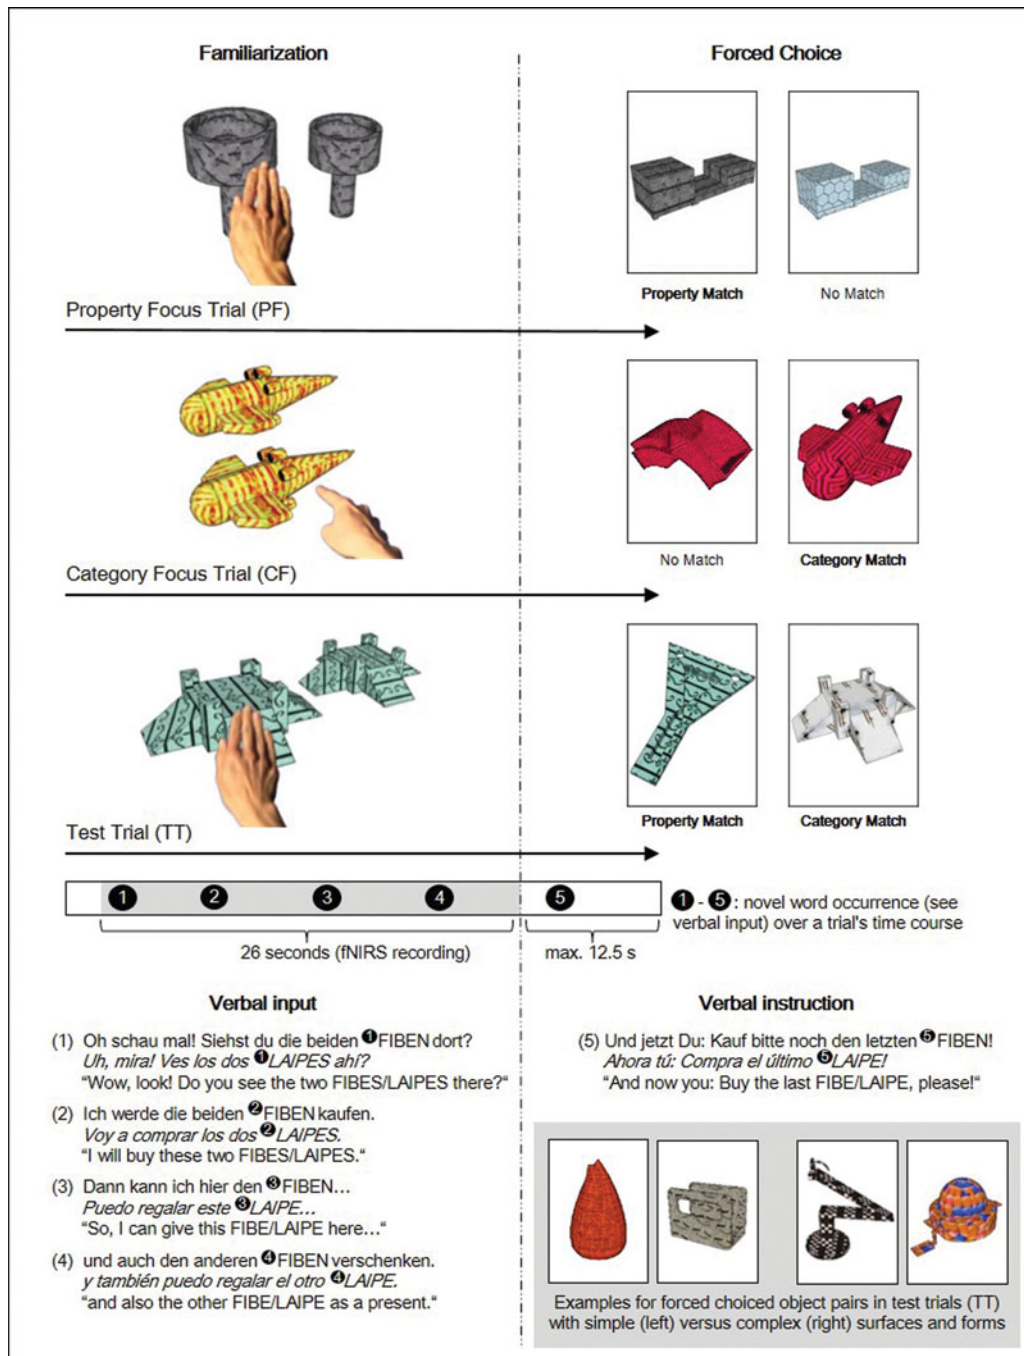 Familiarization
Forced Choice
Property Match
No Match
Property Focus Trial (PF)
No Match
Category Match
Category Focus Trial (CF)
Property Match
Category Match
Test Trial (TT)
1 2 3 4 5
1 - 5 : novel word occurrence (see
verbal input) over a trial's time course
26 seconds (fNIRS recording)
max. 12.5 s
Verbal input
(1) Oh schau mal! Siehst du die beiden 1FIBEN dort?
Uh, mira! Ves los dos 1LAIPES ahí?
"Wow, look! Do you see the two FIBES/LAIPES there?"
(2) Ich werde die beiden 2FIBEN kaufen.
Voy a comprar los dos 2LAIPES.
"I will buy these two FIBES/LAIPES."
(3) Dann kann ich hier den 3FIBEN...
Puedo regalar este 3LAIPE...
"So, I can give this FIBE/LAIPE here..."
(4) und auch den anderen 4FIBEN verschenken.
y también puedo regalar el otro 4LAIPE.
"and also the other FIBE/LAIPE as a present."
Verbal instruction
(5) Und jetzt Du: Kauf bitte noch den letzten 5FIBEN!
Ahora tú: Compra el último 5LAIPE!
"And now you: Buy the last FIBE/LAIPE, please!"
Examples for forced choiced object pairs in test trials (TT)
with simple (left) versus complex (right) surfaces and forms